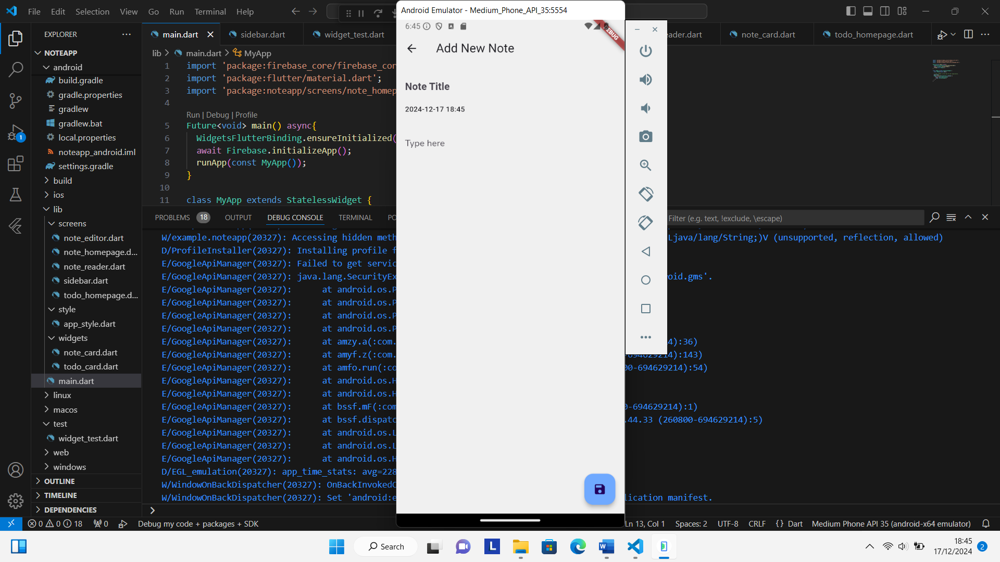 File Edit Selection View Go Run Terminal Help
Android Emulator - Medium_Phone_API_35:5554
EXPLORER
main.dart
sidebar.dart
widget_test.dart
eader.dart
note_card.dart
todo_homepage.dart
NOTEAPP
android
build.gradle
gradle.properties
gradlew
gradlew.bat
local.properties
noteapp_android.iml
settings.gradle
build
ios
lib
screens
note_editor.dart
note_homepage.d...
note_reader.dart
sidebar.dart
todo_homepage.d...
style
app_style.dart
widgets
note_card.dart
todo_card.dart
main.dart
linux
macos
test
widget_test.dart
web
windows
OUTLINE
TIMELINE
DEPENDENCIES
lib > main.dart > MyApp
1 import 'package:firebase_core/firebase_cor
2 import 'package:flutter/material.dart';
3 import 'package:noteapp/screens/note_homep
4
Run | Debug | Profile
5 Future<void> main() async{
6 WidgetsFlutterBinding.ensureInitialized(
7 await Firebase.initializeApp();
8 runApp(const MyApp());
9 }
10
11 class MyApp extends StatelessWidget {
PROBLEMS 18 OUTPUT DEBUG CONSOLE TERMINAL PO
Filter (e.g. text, !exclude, \escape)
W/example.noteapp(20327): Accessing hidden meth
Ljava/lang/String;)V (unsupported, reflection, allowed)
D/ProfileInstaller(20327): Installing profile f
E/GoogleApiManager(20327): Failed to get servic
E/GoogleApiManager(20327): java.lang.SecurityEx
oid.gms'.
E/GoogleApiManager(20327): at android.os.P
E/GoogleApiManager(20327): at android.os.P
E/GoogleApiManager(20327): at android.os.P
E/GoogleApiManager(20327): at android.os.P
E/GoogleApiManager(20327): at amzy.a(:com.
4):36)
E/GoogleApiManager(20327): at amyf.z(:com.
-694629214):143)
E/GoogleApiManager(20327): at amfo.run(:co
00-694629214):54)
E/GoogleApiManager(20327): at android.os.H
E/GoogleApiManager(20327): at android.os.H
E/GoogleApiManager(20327): at bssf.mF(:com
0-694629214):1)
E/GoogleApiManager(20327): at bssf.dispatc
.44.33 (260800-694629214):5)
E/GoogleApiManager(20327): at android.os.L
E/GoogleApiManager(20327): at android.os.L
E/GoogleApiManager(20327): at android.os.H
D/EGL_emulation(20327): app_time_stats: avg=228
W/WindowOnBackDispatcher(20327): OnBackInvokedC
W/WindowOnBackDispatcher(20327): Set 'android:e
lication manifest.
6:45
DEBUG
Add New Note
Note Title
2024-12-17 18:45
Type here
0 0 18 0 Debug my code + packages + SDK
Ln 13, Col 1 Spaces: 2 UTF-8 CRLF {} Dart Medium Phone API 35 (android-x64 emulator)
Search
18:45
17/12/2024
2
1